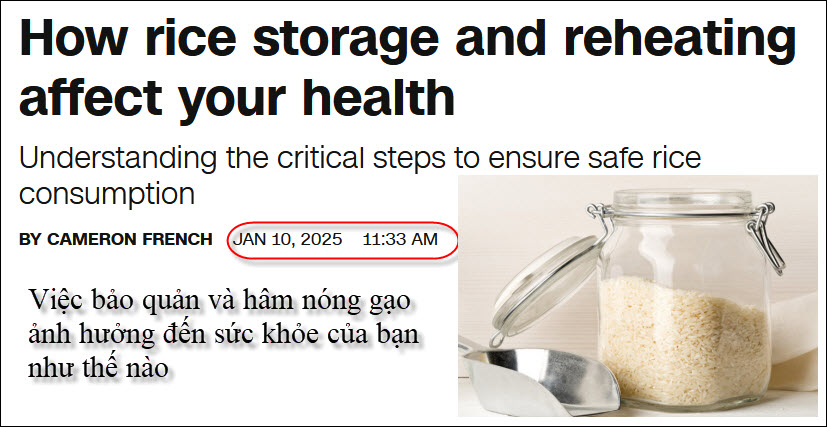 How rice storage and reheating
affect your health
Understanding the critical steps to ensure safe rice
consumption
BY CAMERON FRENCH JAN 10, 2025 11:33 AM
Việc bảo quản và hâm nóng gạo
ảnh hưởng đến sức khỏe của bạn
như thế nào